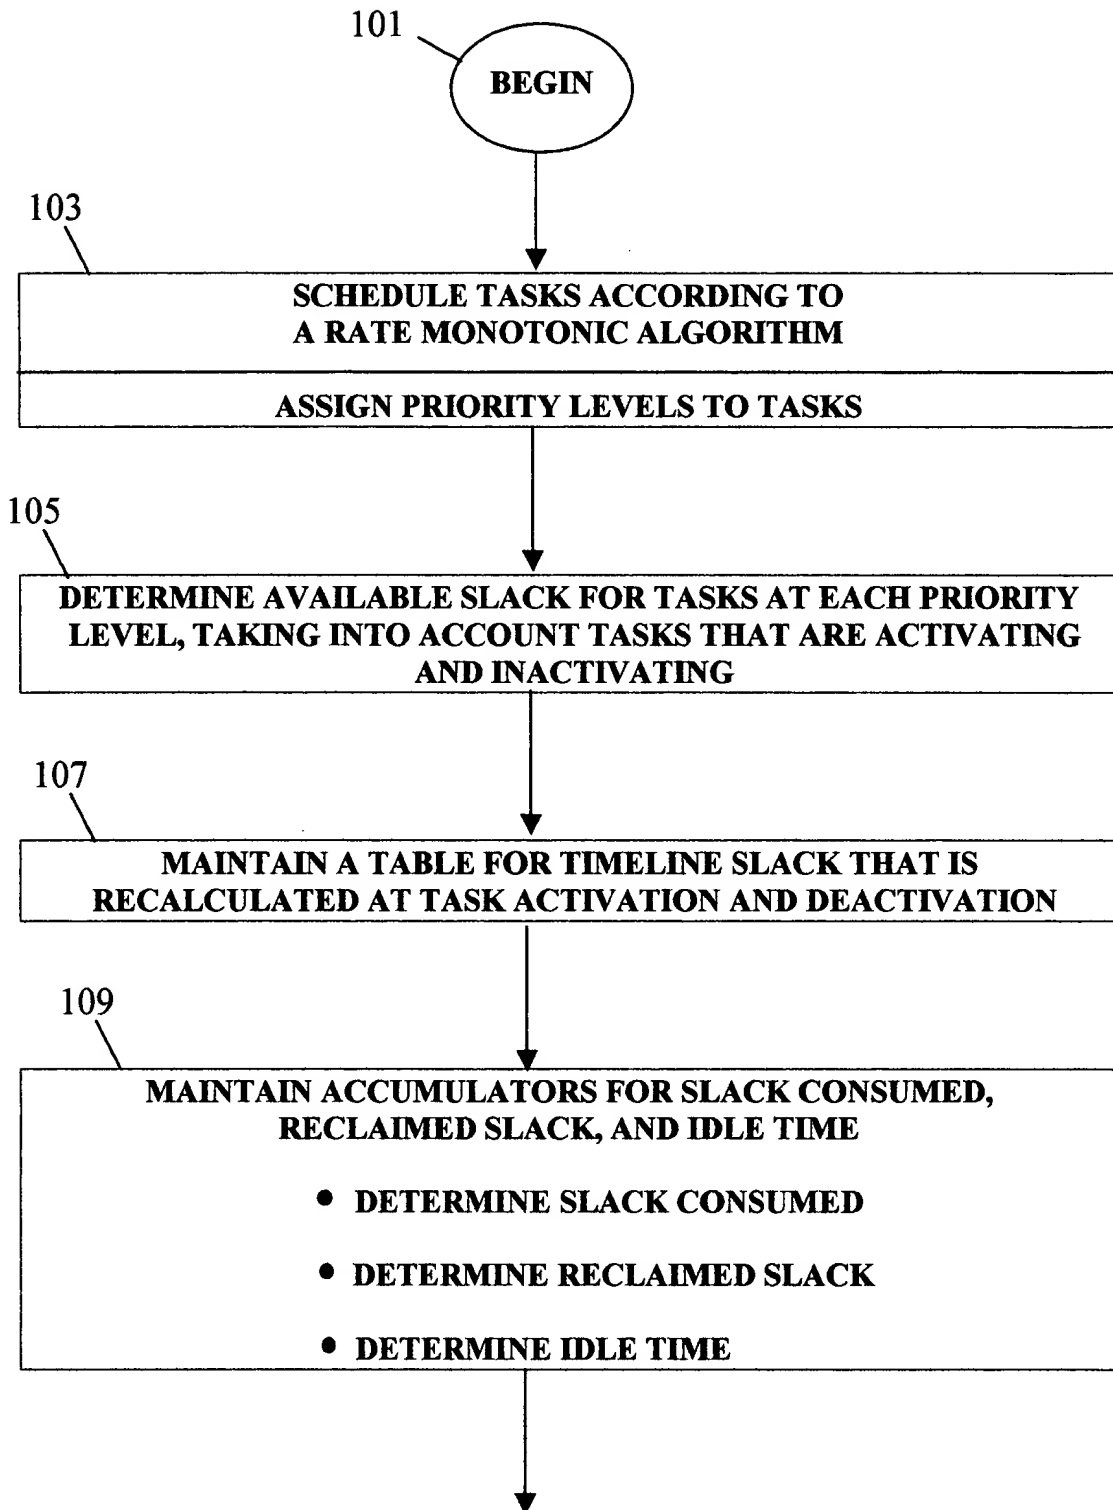 101
BEGIN
103
SCHEDULE TASKS ACCORDING TO
A RATE MONOTONIC ALGORITHM
ASSIGN PRIORITY LEVELS TO TASKS
105
DETERMINE AVAILABLE SLACK FOR TASKS AT EACH PRIORITY
LEVEL, TAKING INTO ACCOUNT TASKS THAT ARE ACTIVATING
AND INACTIVATING
107
MAINTAIN A TABLE FOR TIMELINE SLACK THAT IS
RECALCULATED AT TASK ACTIVATION AND DEACTIVATION
109
MAINTAIN ACCUMULATORS FOR SLACK CONSUMED,
RECLAIMED SLACK, AND IDLE TIME
• DETERMINE SLACK CONSUMED
• DETERMINE RECLAIMED SLACK
• DETERMINE IDLE TIME